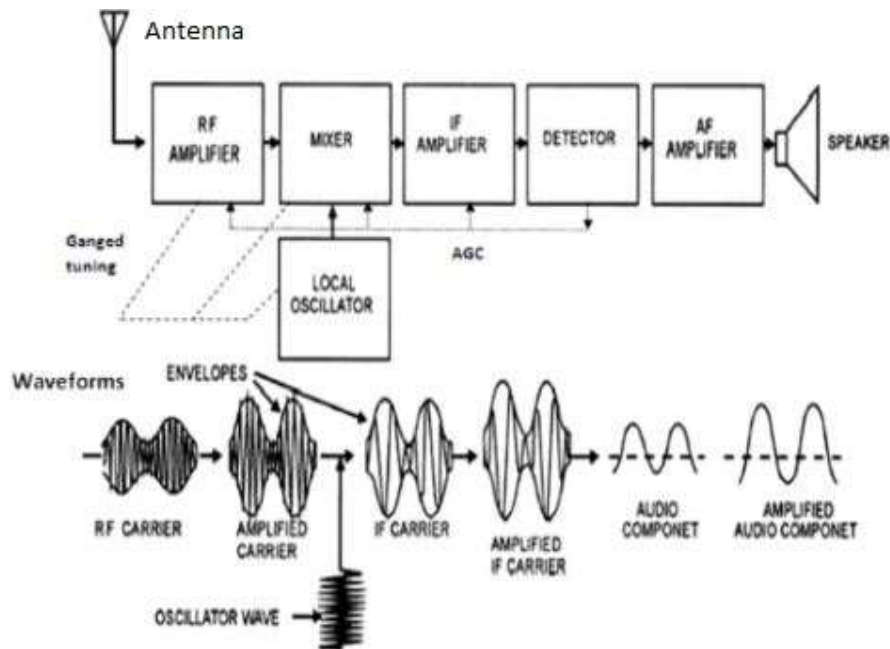 Antenna
RF
AMPLIFIER
MIXER
IF
AMPLIFIER
DETECTOR
AF
AMPLIFIER
SPEAKER
Ganged
tuning
AGC
LOCAL
OSCILLATOR
Waveforms
ENVELOPES
RF CARRIER
AMPLIFIED
CARRIER
IF CARRIER
AMPLIFIED
IF CARRIER
AUDIO
COMPONET
AMPLIFIED
AUDIO COMPONET
OSCILLATOR WAVE